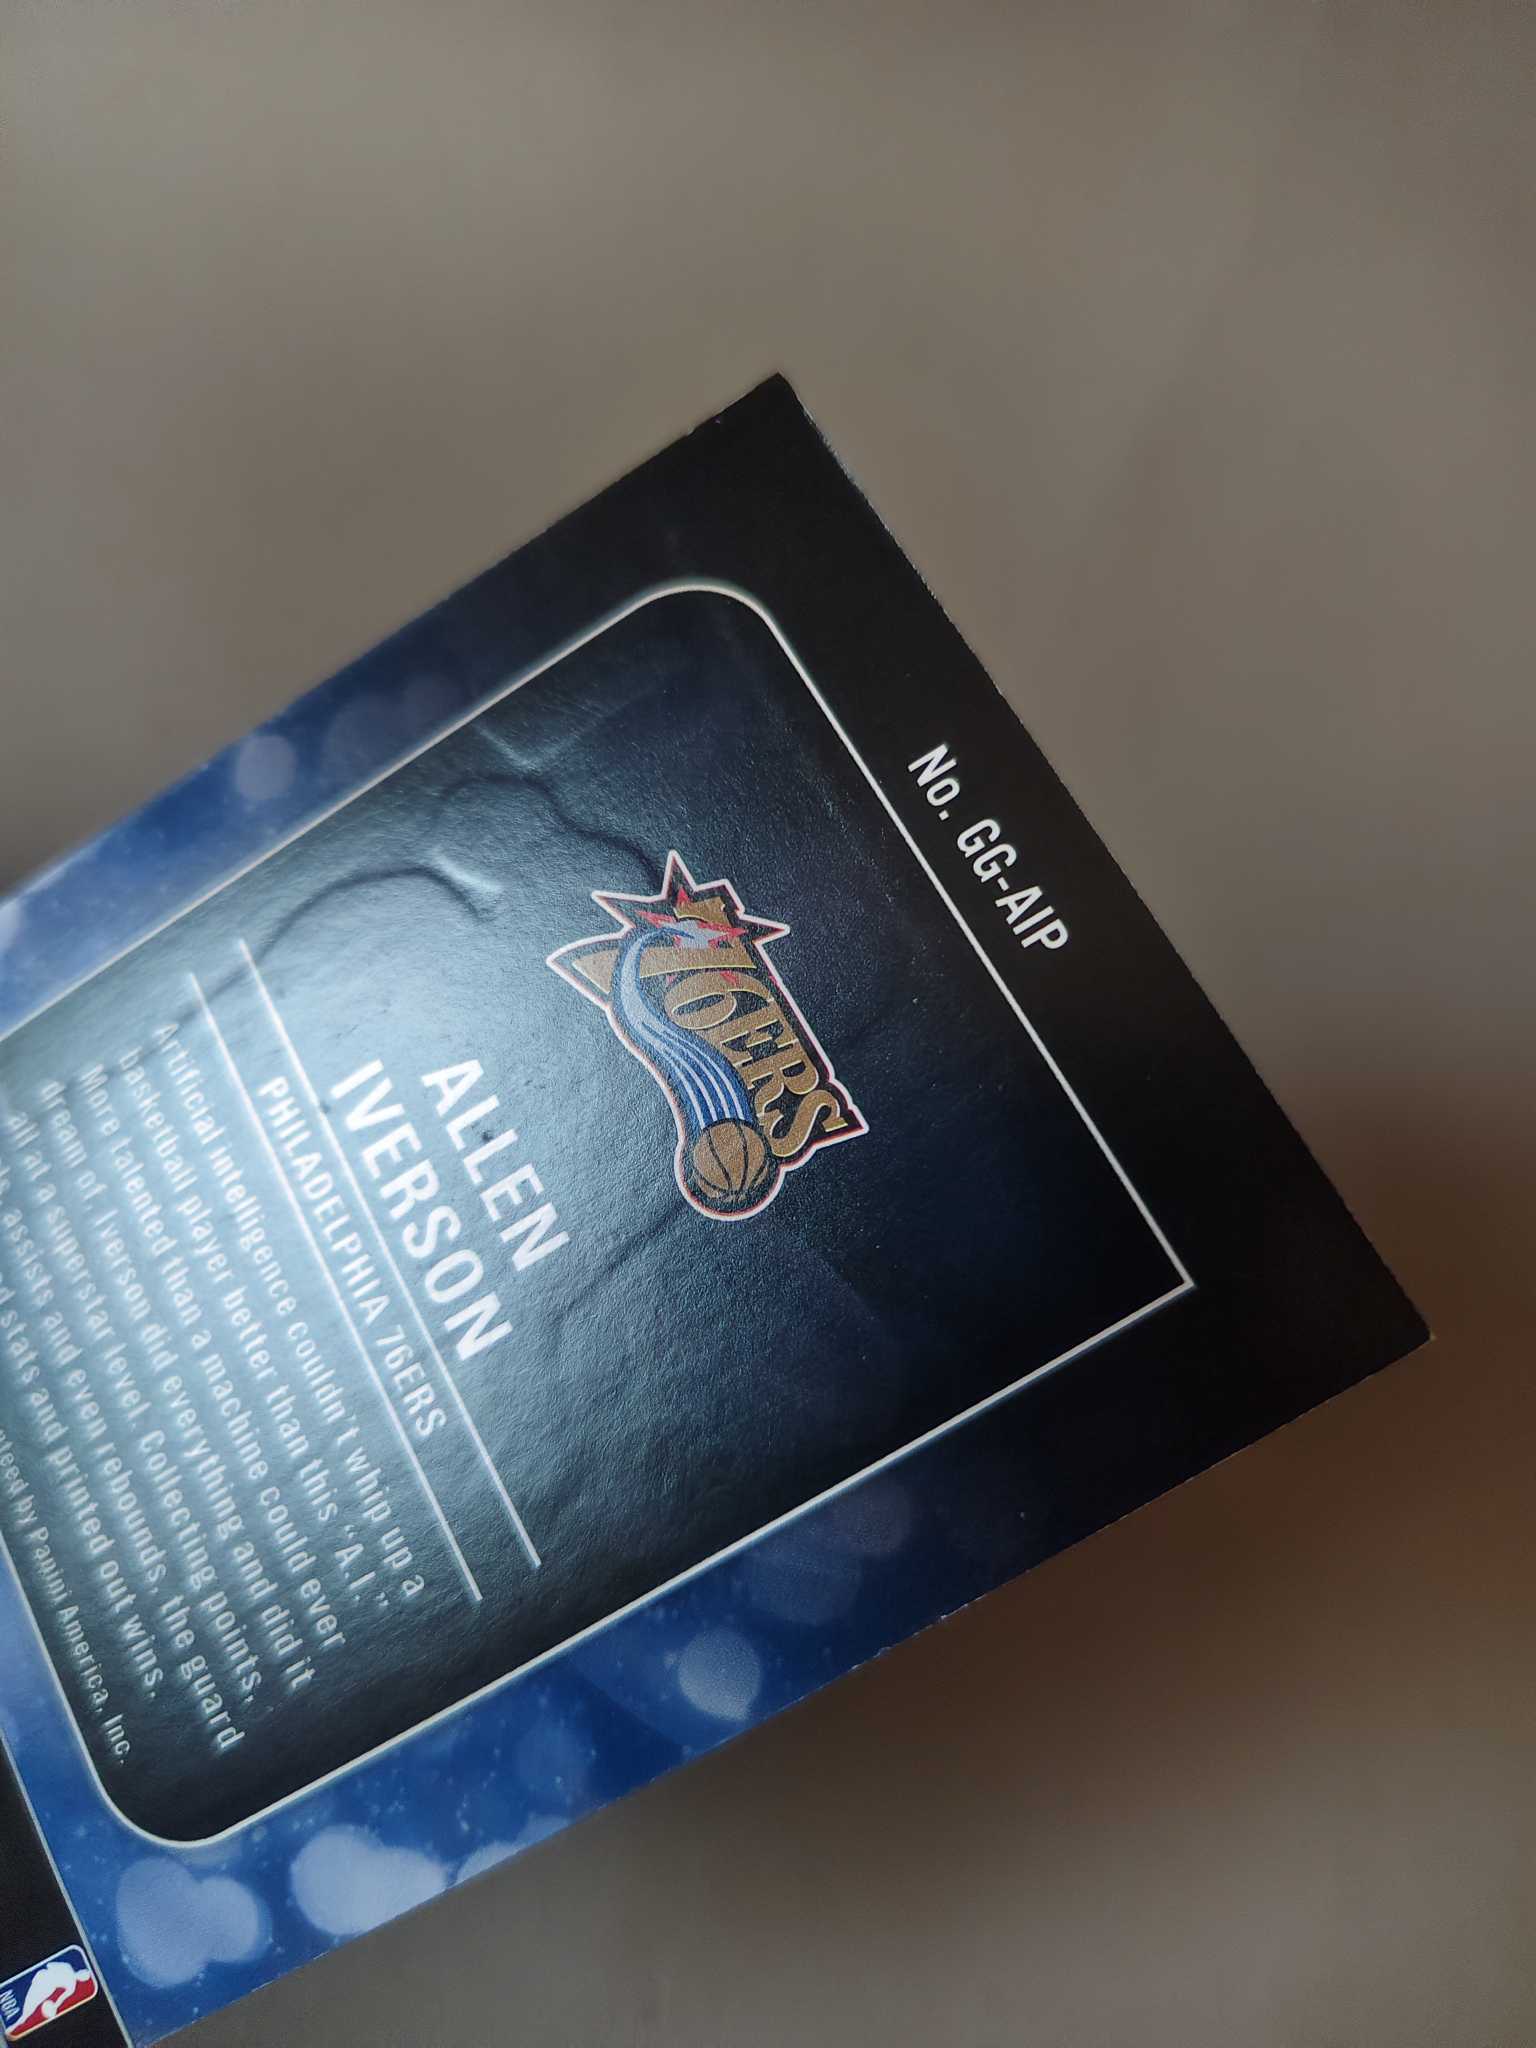 No. GG-AIP
76ERS
ALLEN
IVERSON
PHILADELPHIA 76ERS
Artificial intelligence couldn't whip up a
basketball player better than this "A.I."
More talented than a machine could ever
dream of, Iverson did everything and did it
all at a superstar level. Collecting points,
assists and even rebounds, the guard
stats and printed out wins.
by Panini America, Inc.
NBA